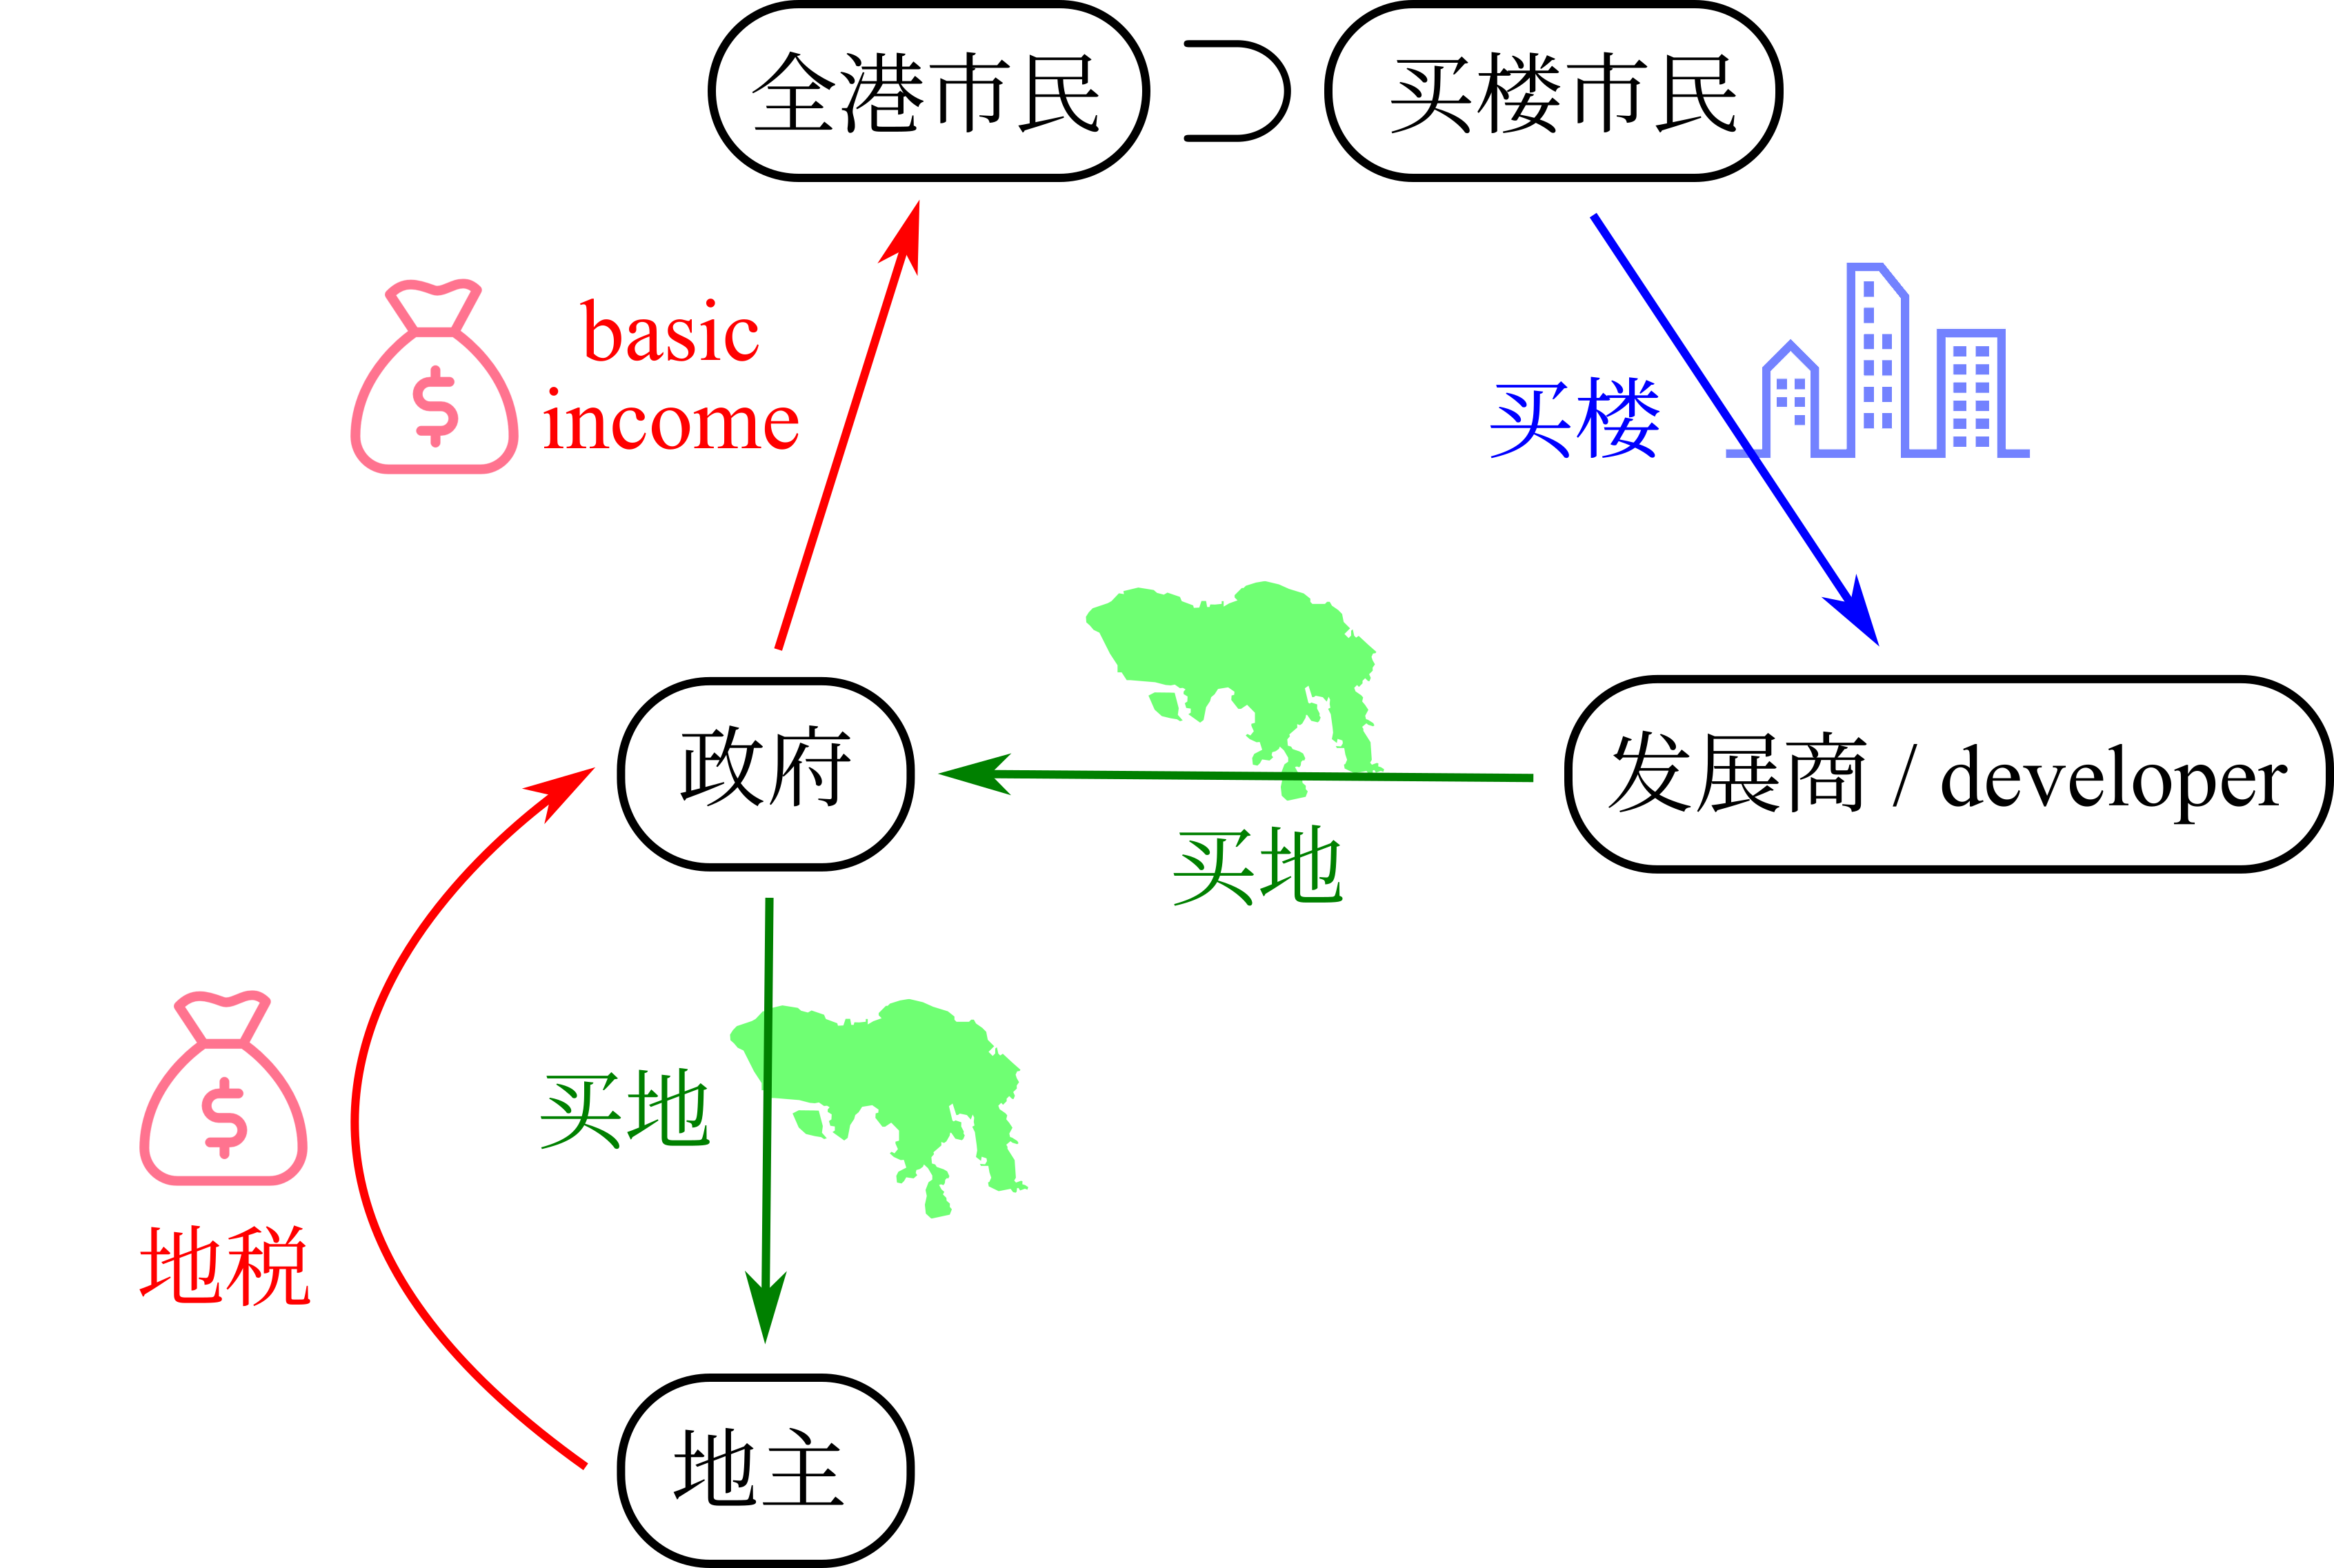 全港市民
买楼市民
basic
income
买楼
政府
发展商 / developer
买地
买地
地税
地主